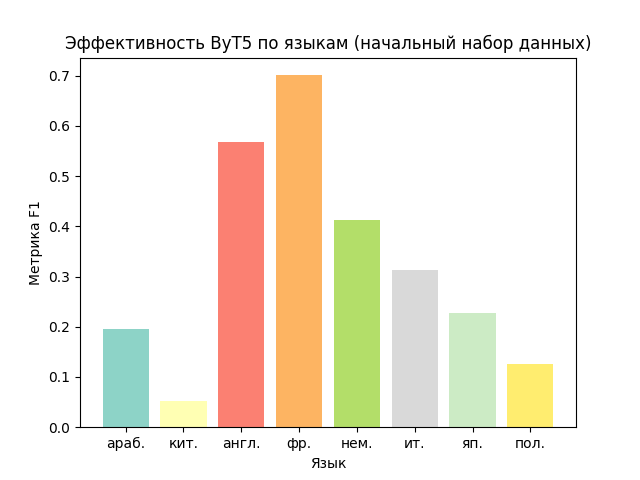 Эффективность ByT5 по языкам (начальный набор данных)
Метрика F1
0.7
0.6
0.5
0.4
0.3
0.2
0.1
0.0
араб. кит. англ. фр. нем. ит. яп. пол.
Язык